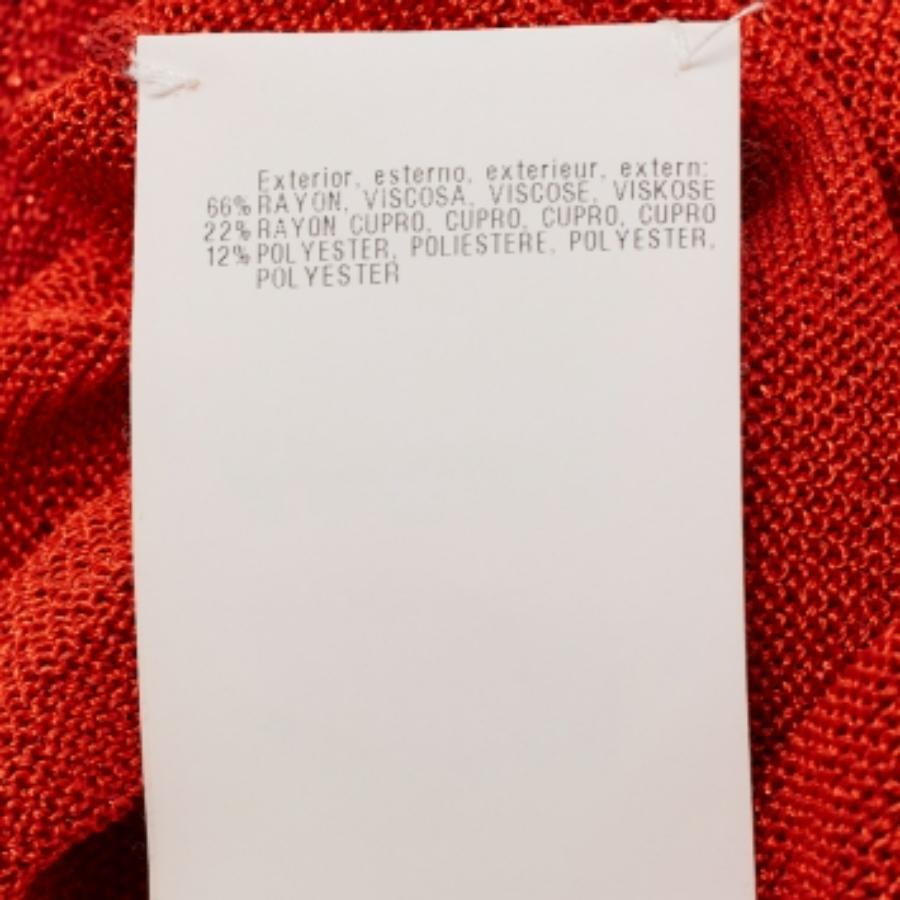 Exterior, esterno, exterieur, extern:
66% RAYON, VISCOSA, VISCOSE, VISKOSE
22% RAYON CUPRO, CUPRO, CUPRO, CUPRO
12% POLYESTER, POLIESTERE, POLYESTER,
POLYESTER